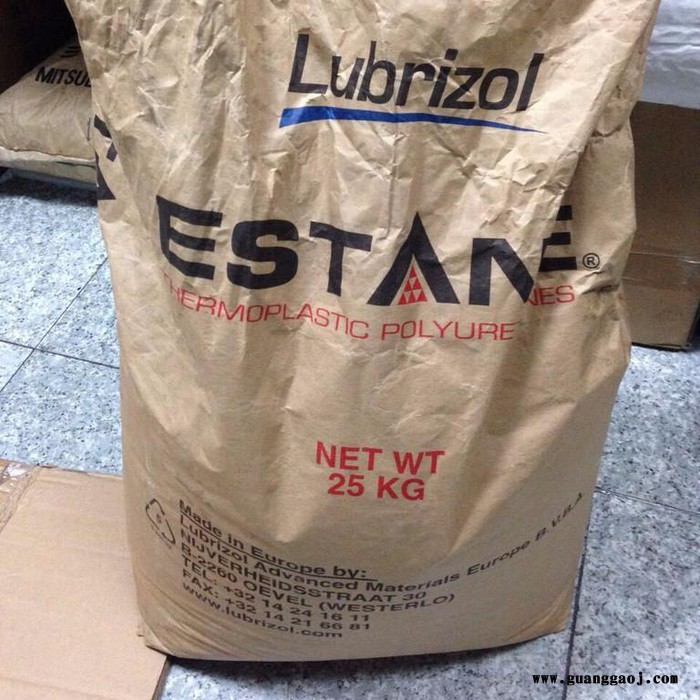 MITSU
Lubrizol
ESTANE®
THERMOPLASTIC POLYURE NES
NET WT
25 KG
Made in Europe by:
Lubrizol Advanced Materials Europe B.V.B.A
NIJVERHEIDSSTRAAT 30
B-2260 OEVEL (WESTERLO)
TEL: +32 14 24 16 11
FAX: +32 14 21 66 81
www.lubrizol.com
www.guanggaoj.com